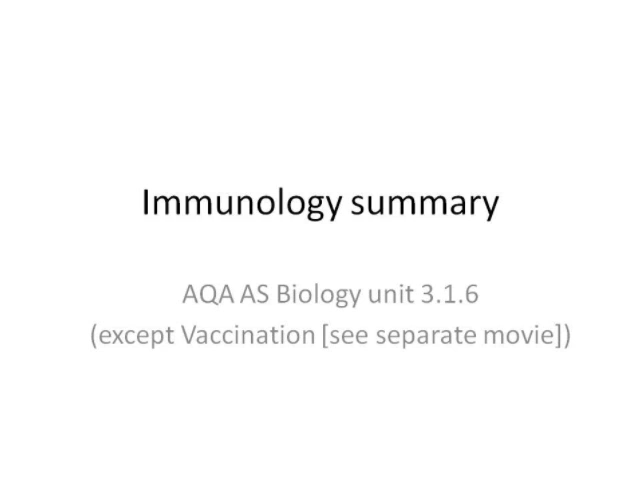 Immunology summary
AQA AS Biology unit 3.1.6
(except Vaccination [see separate movie])